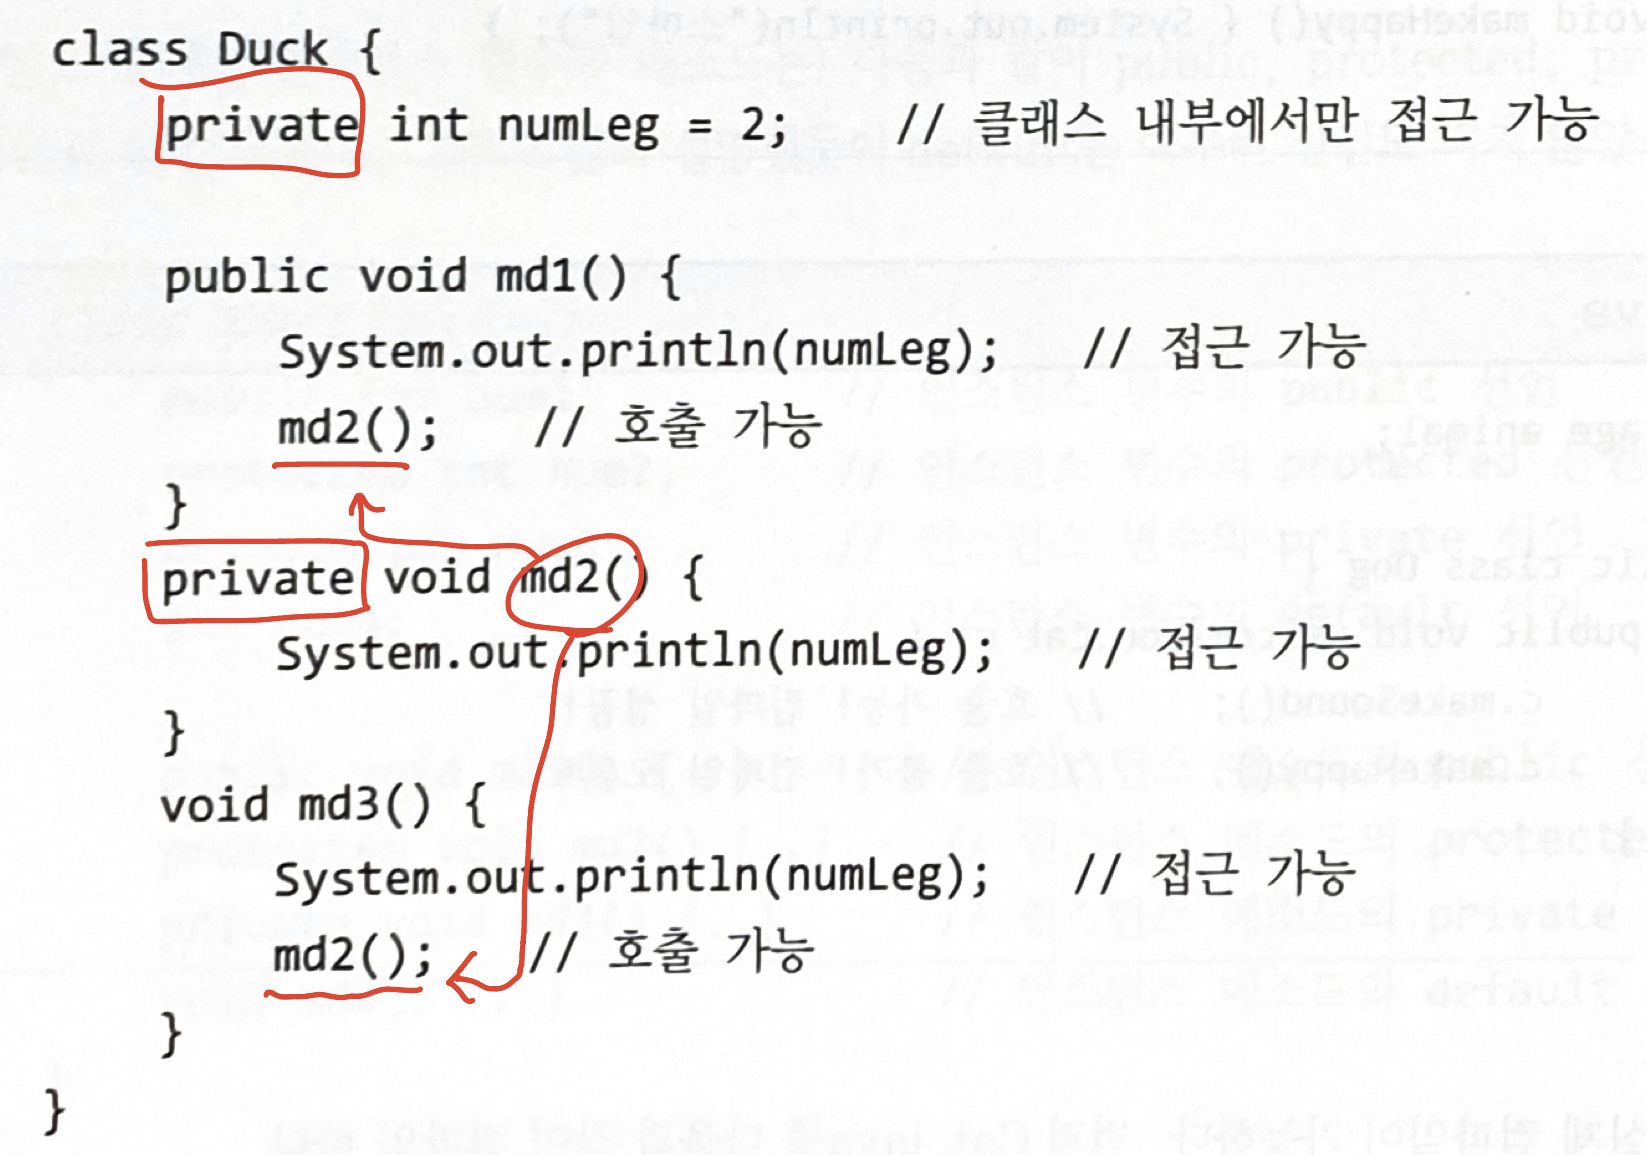 class Duck {
private int numLeg = 2; // 클래스 내부에서만 접근 가능
public void md1() {
System.out.println(numLeg); // 접근 가능
md2(); // 호출 가능
}
private void md2() {
System.out.println(numLeg); // 접근 가능
}
void md3() {
System.out.println(numLeg); // 접근 가능
md2(); // 호출 가능
}
}